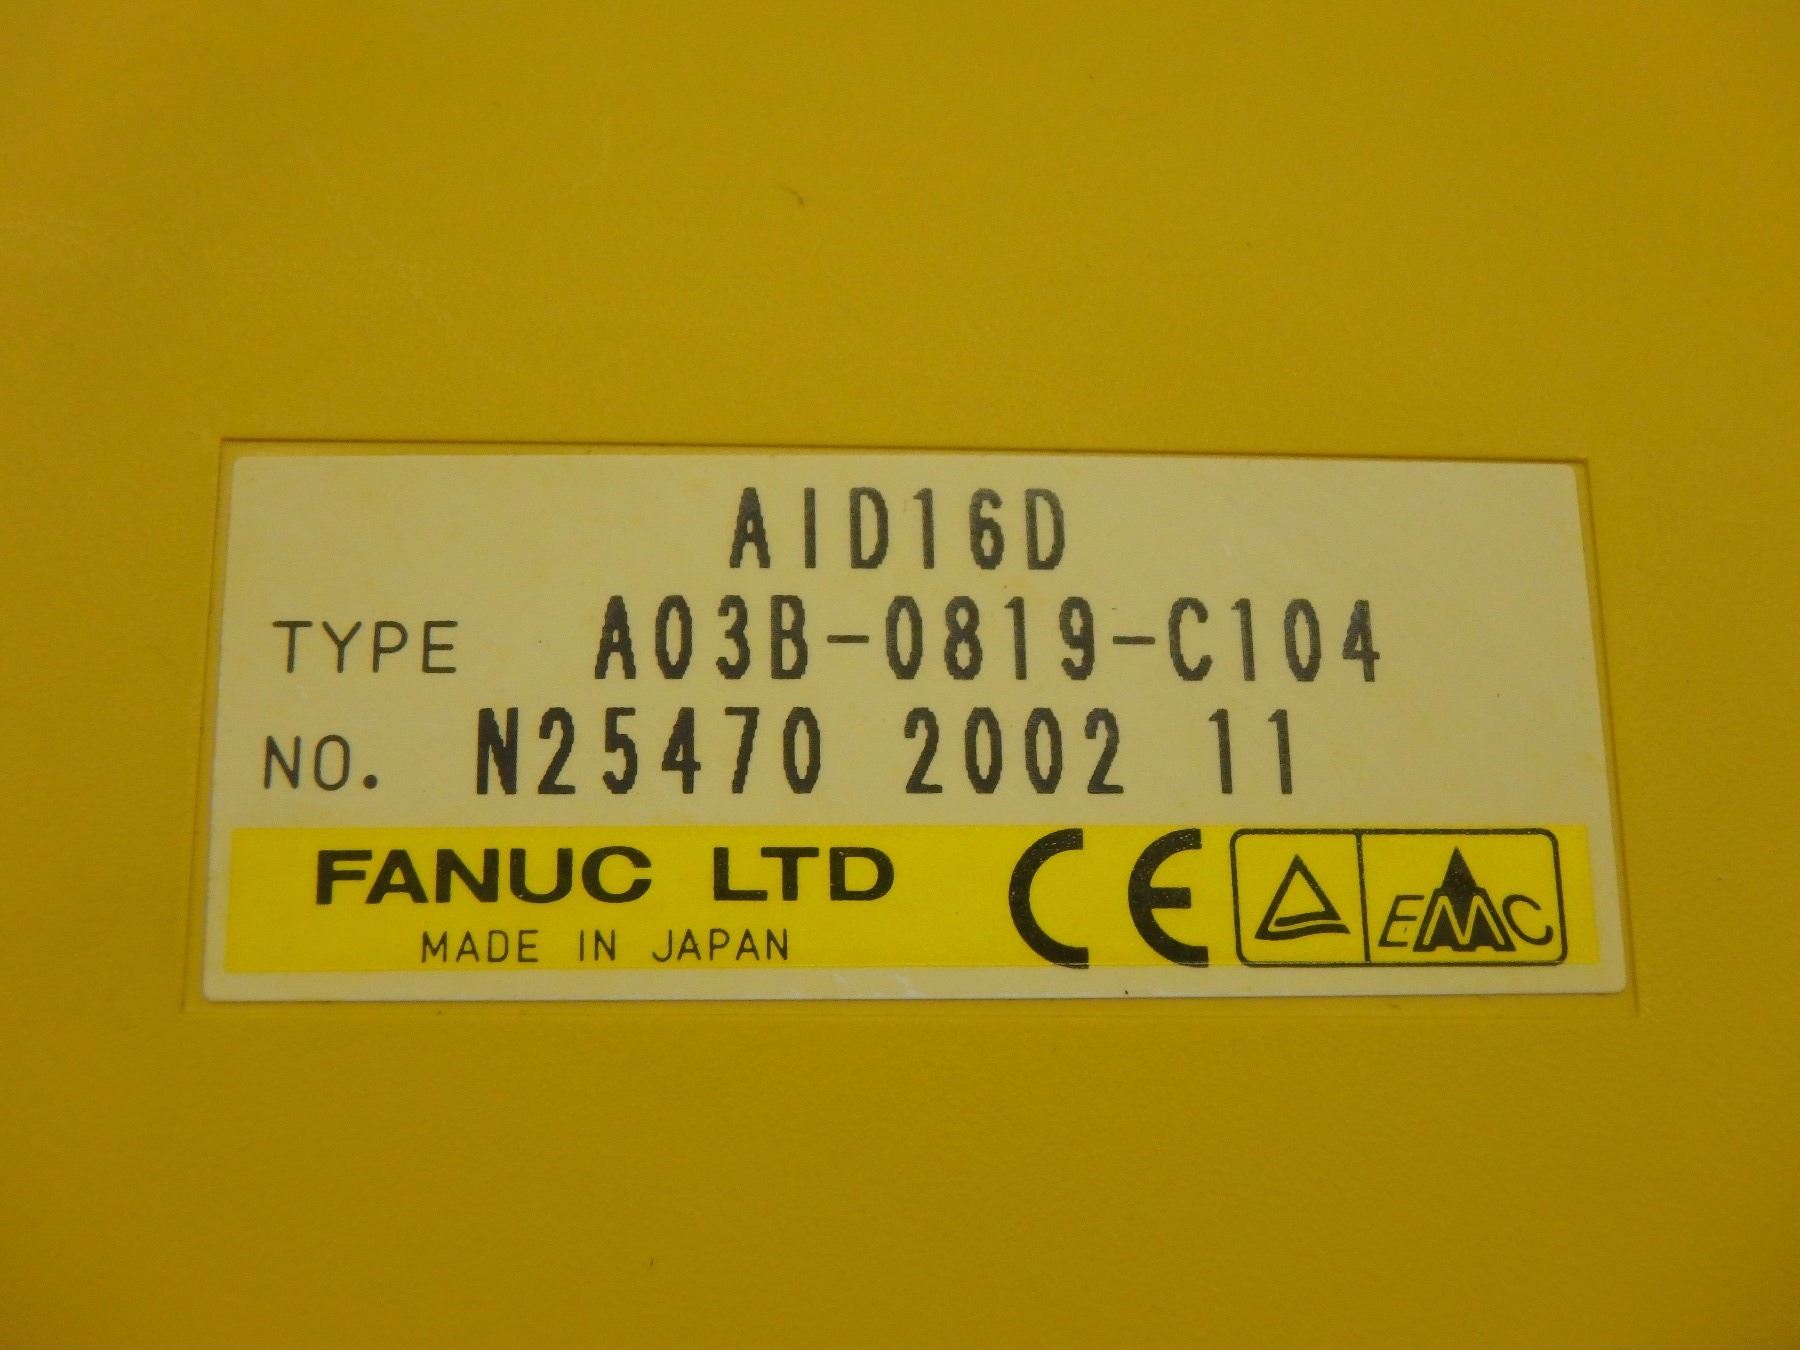 AID16D
TYPE A03B-0819-C104
NO. N25470 2002 11
FANUC LTD
MADE IN JAPAN
CE
EMC